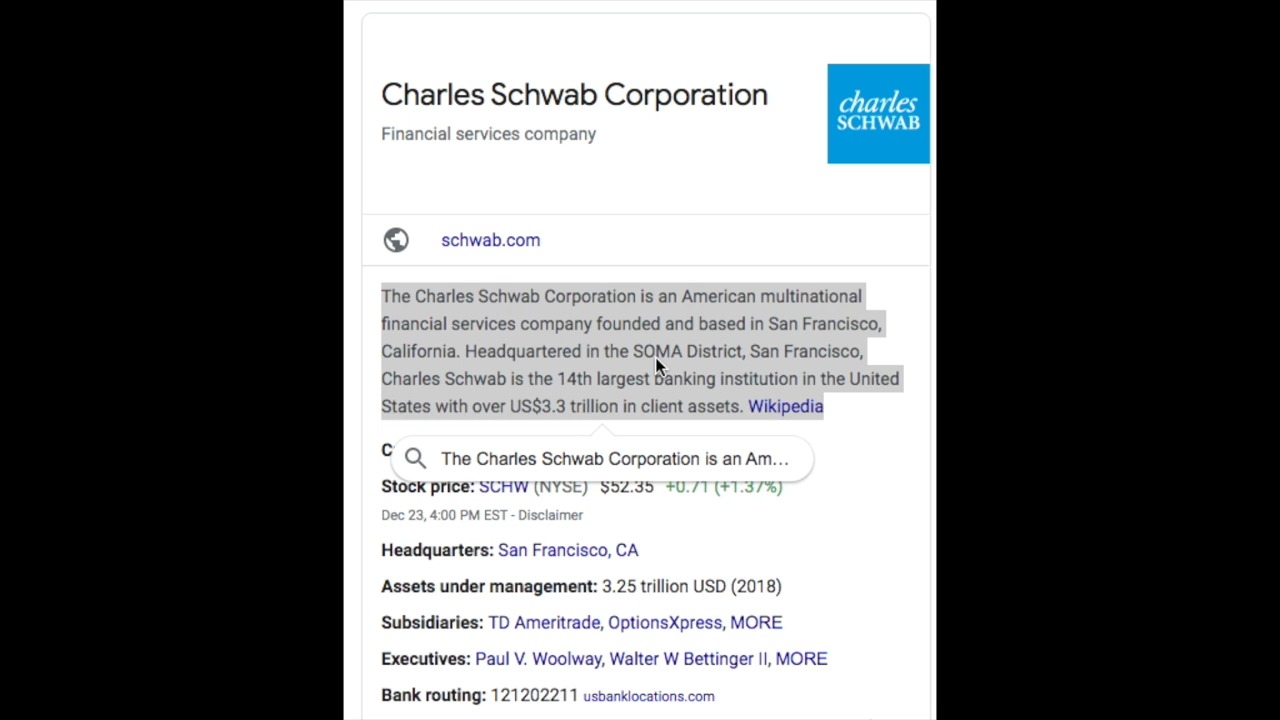 Charles Schwab Corporation
Financial services company
charles
SCHWAB
schwab.com
The Charles Schwab Corporation is an American multinational
financial services company founded and based in San Francisco,
California. Headquartered in the SOMA District, San Francisco,
Charles Schwab is the 14th largest banking institution in the United
States with over US$3.3 trillion in client assets. Wikipedia
The Charles Schwab Corporation is an Am...
Stock price: SCHW (NYSE) $52.35 +0.71 (+1.37%)
Dec 23, 4:00 PM EST - Disclaimer
Headquarters: San Francisco, CA
Assets under management: 3.25 trillion USD (2018)
Subsidiaries: TD Ameritrade, OptionsXpress, MORE
Executives: Paul V. Woolway, Walter W Bettinger II, MORE
Bank routing: 121202211 usbanklocations.com